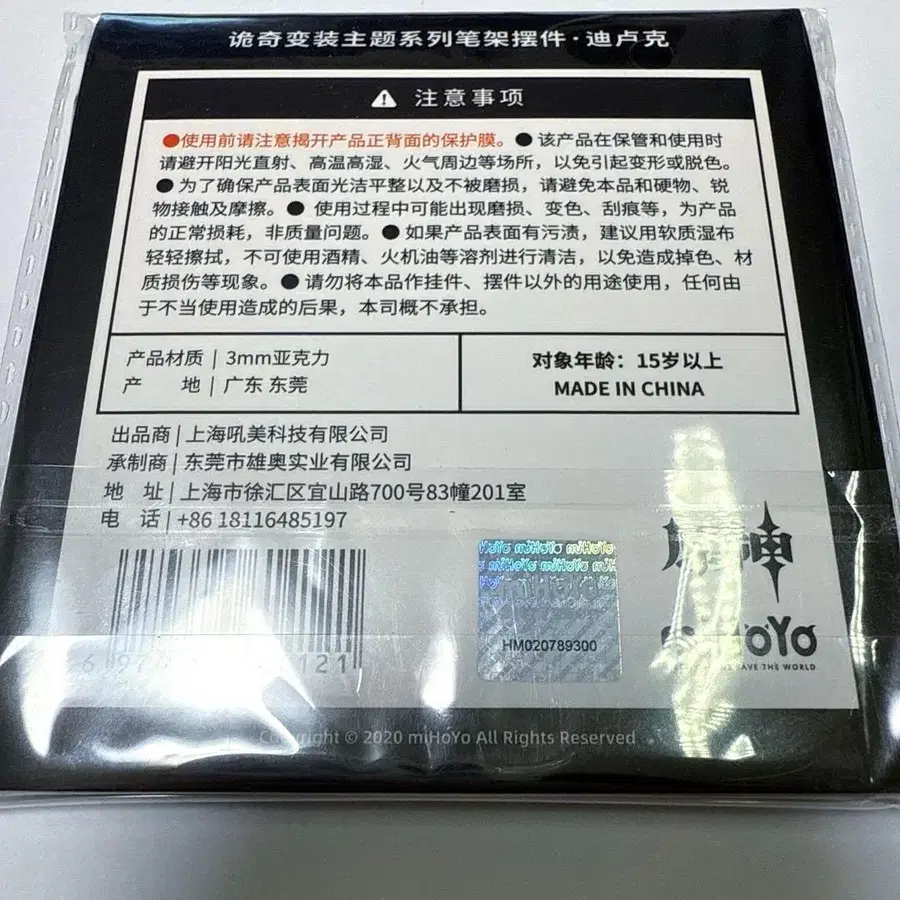 诡奇变装主题系列笔架摆件·迪卢克
注意事项
●使用前请注意揭开产品正背面的保护膜。●该产品在保管和使用时
请避开阳光直射、高温高湿、火气周边等场所，以免引起变形或脱色。
●为了确保产品表面光洁平整以及不被磨损，请避免本品和硬物、锐
物接触及摩擦。● 使用过程中可能出现磨损、变色、刮痕等，为产品
的正常损耗，非质量问题。●如果产品表面有污渍，建议用软质湿布
轻轻擦拭，不可使用酒精、火机油等溶剂进行清洁，以免造成掉色、材
质损伤等现象。●请勿将本品作挂件、摆件以外的用途使用，任何由
于不当使用造成的后果，本司概不承担。
产品材质 | 3mm亚克力
产 地 | 广东 东莞
对象年龄：15岁以上
MADE IN CHINA
出品商 | 上海吼美科技有限公司
承制商 | 东莞市雄奥实业有限公司
地 址 | 上海市徐汇区宜山路700号83幢201室
电 话 | +86 18116485197
HoYo miHoYo miHoYo
miHoYo miHoYo miH
HM020789300
原神
miHoYo
SAVE THE WORLD
Copyright © 2020 miHoYo All Rights Reserved